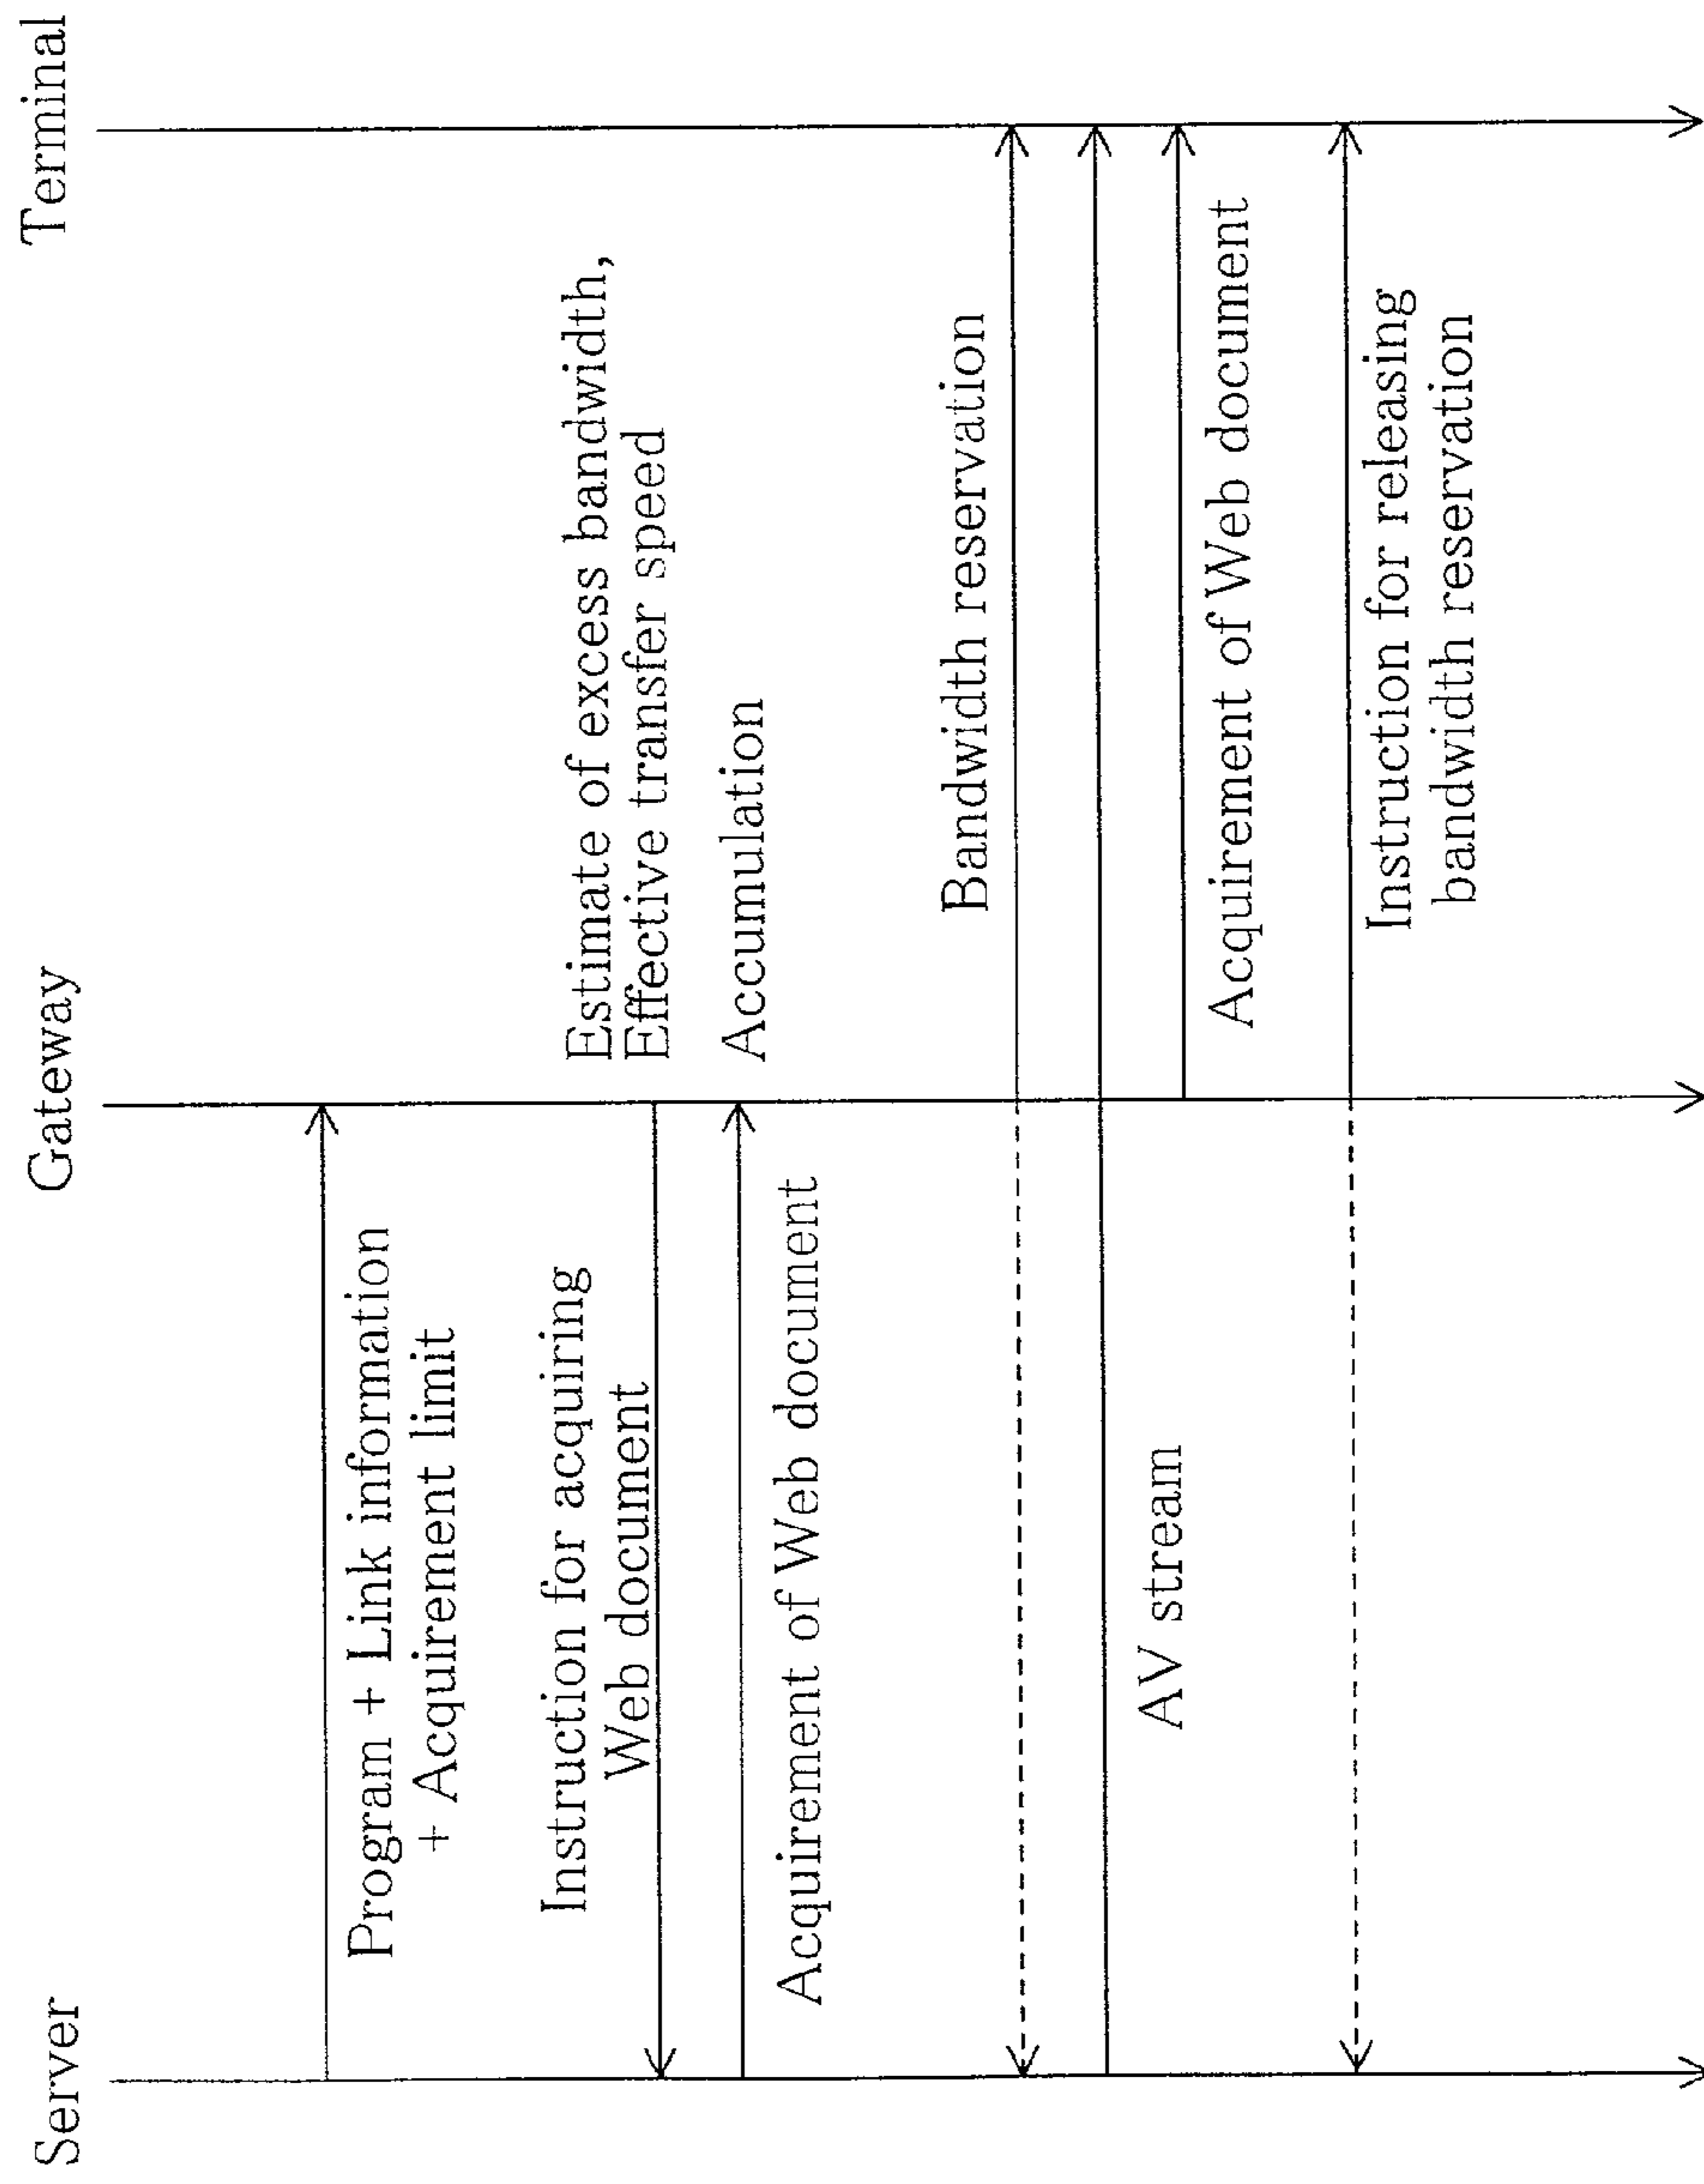 Server
Gateway
Terminal
Program + Link information
+ Acquirement limit
Instruction for acquiring
Web document
Estimate of excess bandwidth,
Effective transfer speed
Accumulation
Acquirement of Web document
Bandwidth reservation
AV stream
Acquirement of Web document
Instruction for releasing
bandwidth reservation